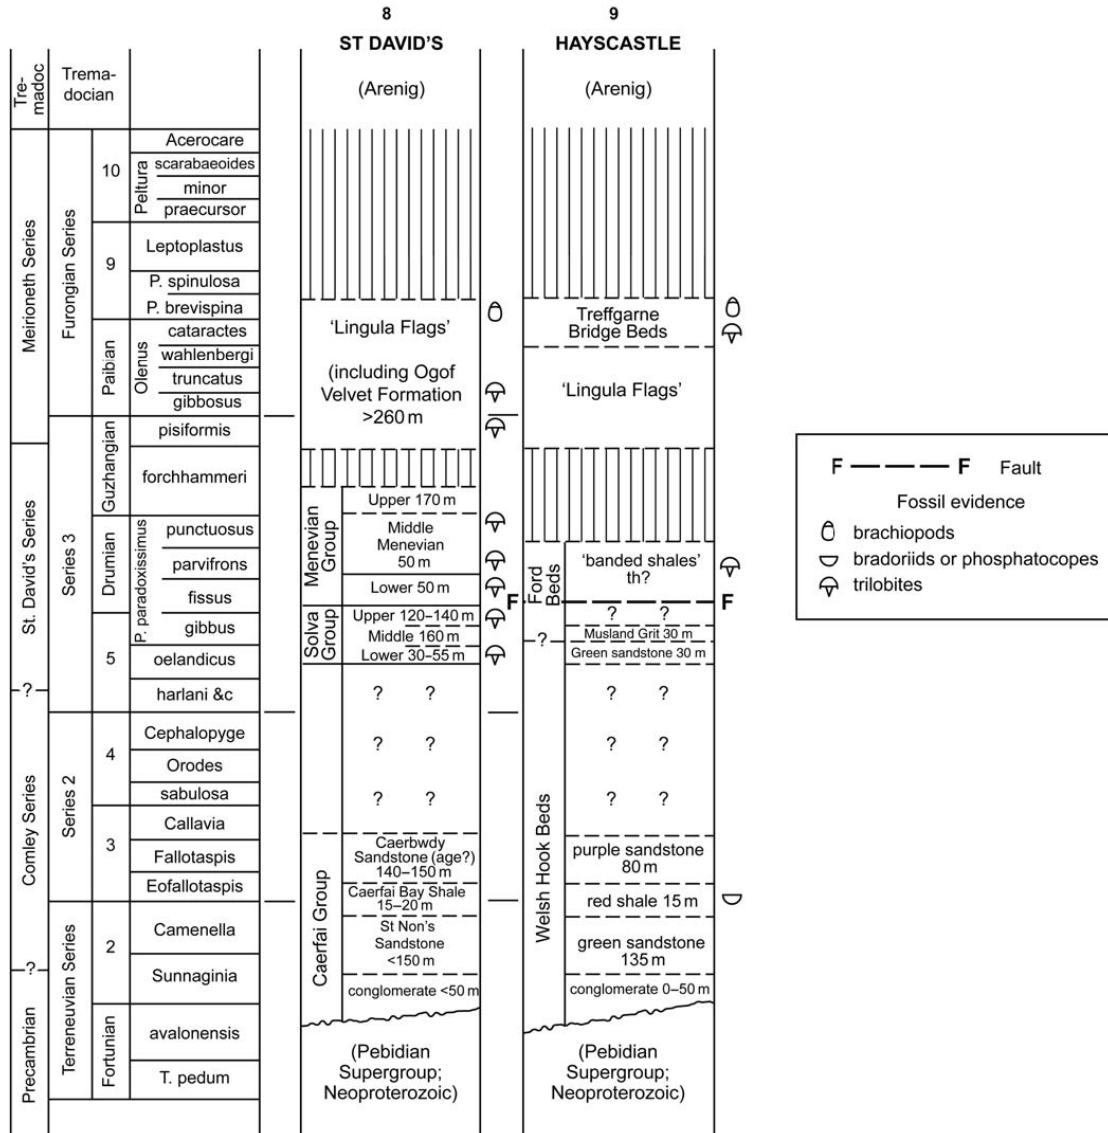 8
9
ST DAVID'S
HAYSCASTLE
Tre-
madoc
Trema-
docian
(Arenig)
(Arenig)
Meirioneth Series
St. David's Series
?
Comley Series
?
Precambrian
Furongian Series
Series 3
Series 2
Terreneuvian Series
10
9
Paibian
Guzhangian
Drumian
5
4
3
2
Fortunian
Peltura
Olenus
P. paradoxissimus
Acerocare
scarabaeoides
minor
praecursor
Leptoplastus
P. spinulosa
P. brevispina
cataractes
wahlenbergi
truncatus
gibbosus
pisiformis
forchhammeri
punctuosus
parvifrons
fissus
gibbus
oelandicus
harlani &c
Cephalopyge
Orodes
sabulosa
Callavia
Fallotaspis
Eofallotaspis
Camenella
Sunnaginia
avalonensis
T. pedum
'Lingula Flags'
(including Ogof
Velvet Formation
>260 m
Menevian
Group
Upper 170 m
Middle
Menevian
50 m
Lower 50 m
Solva
Group
Upper 120–140 m
Middle 160 m
Lower 30–55 m
? ?
? ?
? ?
Caerfai Group
Caerbwdy
Sandstone (age?)
140–150 m
Caerfai Bay Shale
15–20 m
St Non's
Sandstone
<150 m
conglomerate <50 m
(Pebidian
Supergroup;
Neoproterozoic)
Treffgarne
Bridge Beds
'Lingula Flags'
Ford
Beds
'banded shales'
th?
F F
? ?
?
Musland Grit 30 m
Green sandstone 30 m
? ?
? ?
? ?
Welsh Hook Beds
purple sandstone
80 m
red shale 15 m
green sandstone
135 m
conglomerate 0–50 m
(Pebidian
Supergroup;
Neoproterozoic)
F F Fault
Fossil evidence
brachiopods
bradoriids or phosphatocopes
trilobites